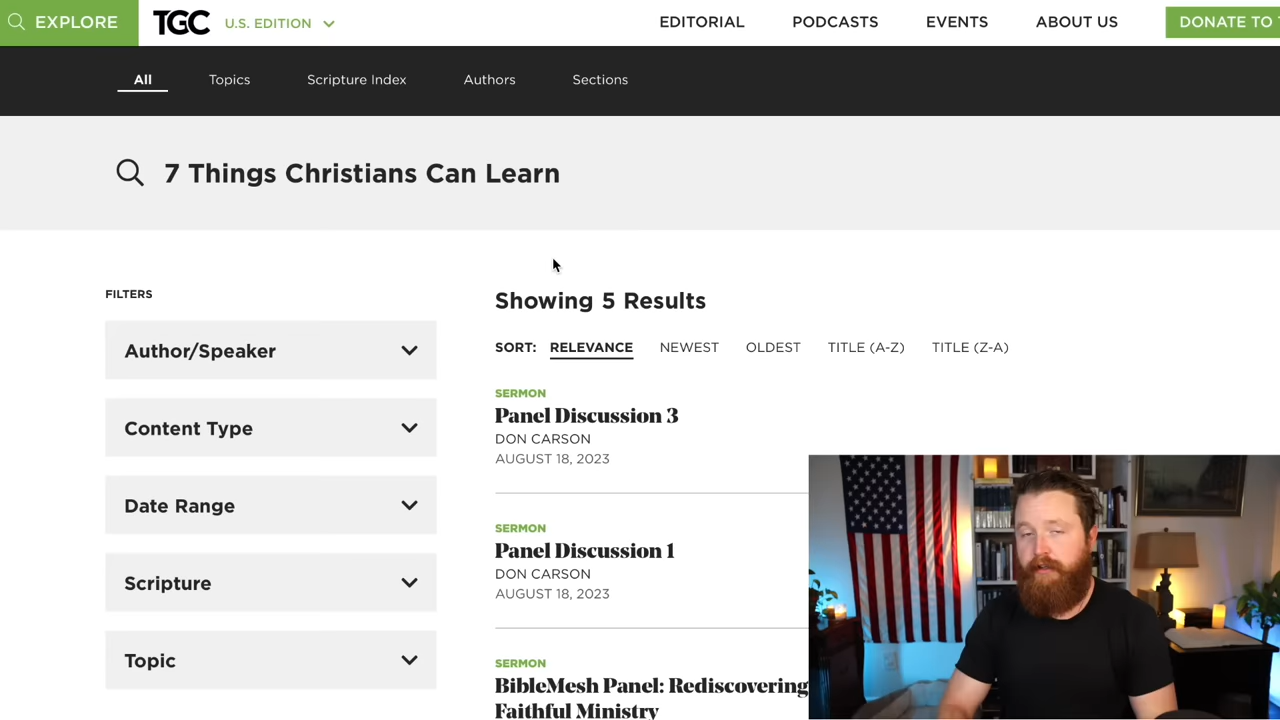 EXPLORE
TGC
U.S. EDITION
EDITORIAL
PODCASTS
EVENTS
ABOUT US
DONATE TO
All
Topics
Scripture Index
Authors
Sections
7 Things Christians Can Learn
FILTERS
Author/Speaker
Content Type
Date Range
Scripture
Topic
Showing 5 Results
SORT: RELEVANCE NEWEST OLDEST TITLE (A-Z) TITLE (Z-A)
SERMON
Panel Discussion 3
DON CARSON
AUGUST 18, 2023
SERMON
Panel Discussion 1
DON CARSON
AUGUST 18, 2023
SERMON
BibleMesh Panel: Rediscovering
Faithful Ministry